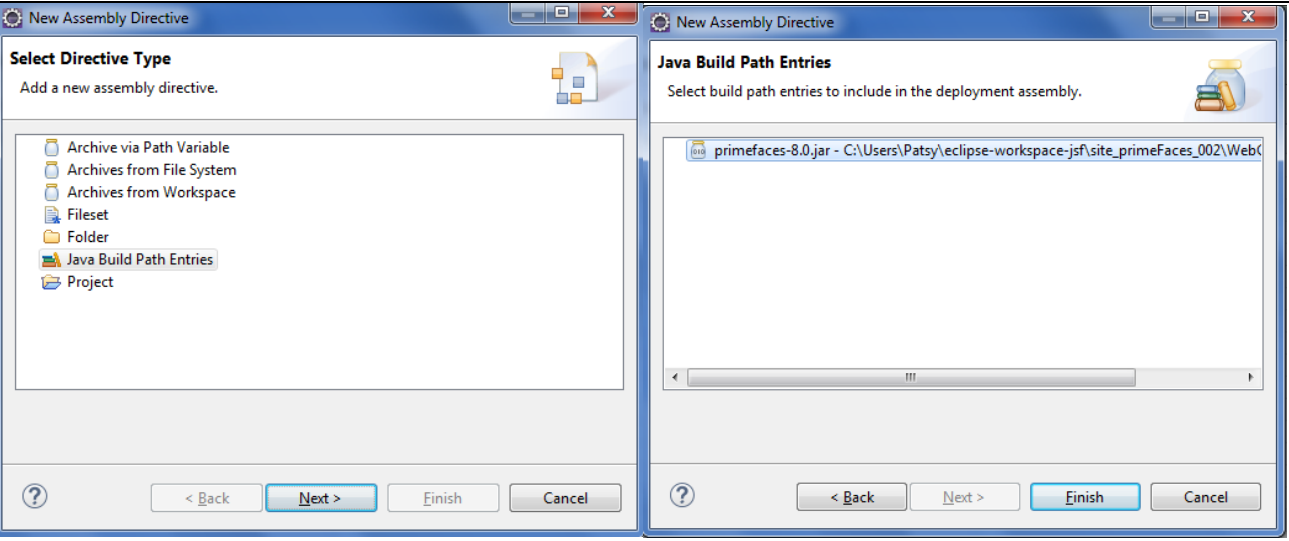 New Assembly Directive
Select Directive Type
Add a new assembly directive.
Archive via Path Variable
Archives from File System
Archives from Workspace
Fileset
Folder
Java Build Path Entries
Project
?
< Back
Next >
Finish
Cancel
New Assembly Directive
Java Build Path Entries
Select build path entries to include in the deployment assembly.
primefaces-8.0.jar - C:\Users\Patsy\eclipse-workspace-jsf\site_primeFaces_002\WebC
?
< Back
Next >
Finish
Cancel